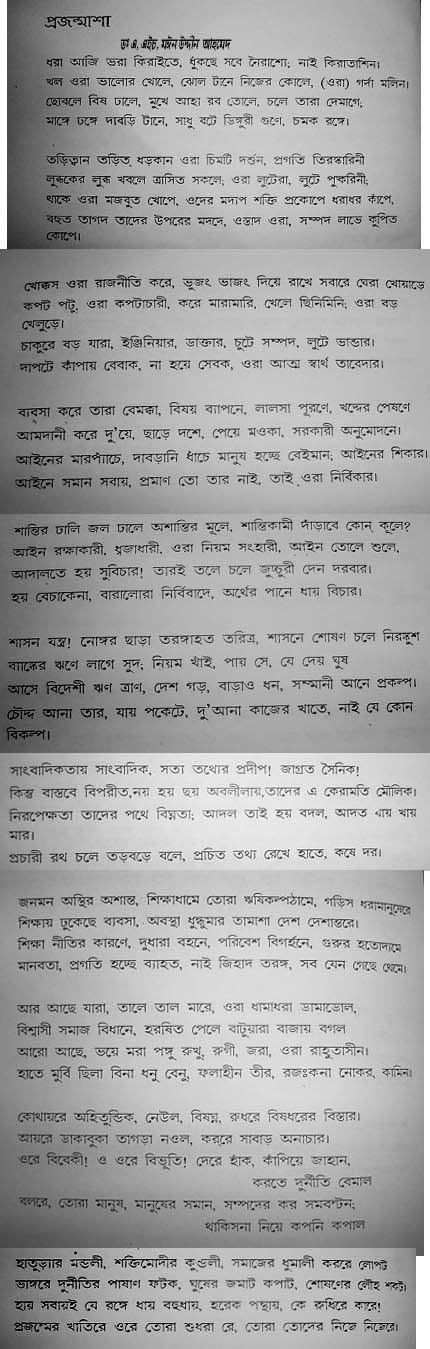 প্রজন্মাশা
ডাঃ এ, এইচ, মঈন উদ্দীন আহমেদ
ধরা আজি ভরা কিরাইতে, ধুঁকছে সবে নৈরাশ্যে; নাই কিরাতাশিন।
খল ওরা ভালোর খোলে, ঝোল টানে নিজের কোলে, (ওরা) গর্দা মলিন।
ছোবলে বিষ ঢালে, মুখে আহা রব তোলে, চলে তারা দেমাগে;
মাঙ্গে ঢঙ্গে দাবড়ি টানে, সাধু বটে ডিঙ্গুরী গুণে, চমক রঙ্গে।
তড়িত্বান তড়িত্ ধড়কান ওরা চিমটি দর্শুন, প্রগতি তিরস্কারিনী
লুব্ধকের লুব্ধ খবলে ত্রাসিত সকলে; ওরা লুটেরা, লুটে পুষ্করিনী;
থাকে ওরা মজবুত খোপে, ওদের মদাপ শক্তি প্রকোপে ধরাধর কাঁপে,
বহুত তাগদ তাদের উপরের মদদে, ওস্তাদ ওরা, সম্পদ লাভে কুপিত
কোপে।
খোক্কস ওরা রাজনীতি করে, ভুজং ভাজং দিয়ে রাখে সবারে ঘেরা খোয়াড়ে
কপট পটু, ওরা কপটাচারী, করে মারামারি, খেলে ছিনিমিনি; ওরা বড়
খেলুড়ে।
চাকুরে বড় যারা, ইঞ্জিনিয়ার, ডাক্তার, চুটে সম্পদ, লুটে ভান্ডার।
দাপটে কাঁপায় বেবাক, না হয়ে সেবক, ওরা আত্ম স্বার্থ তাবেদার।
ব্যবসা করে তারা বেমক্কা, বিষয় ব্যাপনে, লালসা পূরণে, খদ্দের পেষণে
আমদানী করে দু'য়ে, ছাড়ে দশে, পেয়ে মওকা, সরকারী অনুমোদনে।
আইনের মারপ্যাঁচে, দাবড়ানি ধাঁচে মানুষ হচ্ছে বেইমান; আইনের শিকার।
আইনে সমান সবায়, প্রমাণ তো তার নাই, তাই ওরা নির্বিকার।
শান্তির ঢালি জল ঢালে অশান্তির মূলে, শান্তিকামী দাঁড়াবে কোন্ কূলে?
আইন রক্ষাকারী, ধ্বজাধারী, ওরা নিয়ম সংহারী, আইন তোলে শুলে,
আদালতে হয় সুবিচার! তারই তলে চলে জুচ্চুরী দেন দরবার।
হয় বেচাকেনা, বারালোরা নির্বিবাদে, অর্থের পানে ধায় বিচার।
শাসন যন্ত্র! নোঙ্গর ছাড়া তরঙ্গাহত তরিত্র, শাসনে শোষণ চলে নিরঙ্কুশ
ব্যাঙ্কের ঋণে লাগে সুদ; নিয়ম খাঁই, পায় সে, যে দেয় ঘুষ
আসে বিদেশী ঋণ ত্রাণ, দেশ গড়, বাড়াও ধন, সম্মানী আনে প্রকল্প।
চৌদ্দ আনা তার, যায় পকেটে, দু'আনা কাজের খাতে, নাই যে কোন
বিকল্প।
সাংবাদিকতায় সাংবাদিক, সত্য তথ্যের প্রদীপ! জাগ্রত সৈনিক!
কিন্তু বাস্তবে বিপরীত,নয় হয় ছয় অবলীলায়,তাদের এ কেরামতি মৌলিক।
নিরপেক্ষতা তাদের পথে বিঘ্নতা; আদল তাই হয় বদল, আদত খায় খায়
মার।
প্রচারী রথ চলে তড়বড়ে বলে, প্রচিত তথ্য রেখে হাতে, কষে দর।
জনমন অস্থির অশান্ত, শিক্ষাধামে তোরা ঋষিকল্পঠামে, গড়িস ধরামানুষেরে
শিক্ষায় ঢুকেছে ব্যবসা, অবস্থা ধুন্ধুমার তামাশা দেশ দেশান্তরে।
শিক্ষা নীতির কারণে, দুধারা বহনে, পরিবেশ বিগর্হনে, গুরুর হতোদ্যমে
মানবতা, প্রগতি হচ্ছে ব্যাহত, নাই জিহাদ তরঙ্গ, সব যেন গেছে থেমে।
আর আছে যারা, তালে তাল মারে, ওরা ধামাধরা ডামাডোল,
বিশ্বাসী সমাজ বিধানে, হরষিত পেলে বাটুয়ারা বাজায় বগল
আরো আছে, ভয়ে মরা পঙ্গু রুখু, রুগী, জরা, ওরা রাহুতাসীন।
হাতে মুর্বি ছিলা বিনা ধনু বেনু, ফলাহীন তীর, রজঃকনা নোকর, কামিন।
কোথায়রে অহিতুন্ডিক, নেউল, বিষঘ্ন, রুধরে বিষধরের বিস্তার।
আয়রে ডাকাবুকা তাগড়া নওল, কররে সাবাড় অনাচার।
ওরে বিবেকী! ও ওরে বিভূতি! দেরে হাঁক, কাঁপিয়ে জাহান,
করতে দুর্নীতি বেমাল
বলরে, তোরা মানুষ, মানুষের সমান, সম্পদের কর সমবন্টন;
থাকিসনা নিয়ে কপনি কপাল
হাতুড়্যার মন্ডলী, শক্তিমোদীর কুণ্ডলী, সমাজের ধুমালী কররে লোপট
ভাঙ্গরে দুর্নীতির পাষাণ ফটক, ঘুষের জমাট কপাট, শোষণের লৌহ শকট।
হায় সবায়ই যে রঙ্গে ধায় বহুধায়, হরেক পন্থায়, কে রুধিরে কারে!
প্রজন্মের খাতিরে ওরে তোরা শুধরা রে, তোরা তোদের নিজে নিজেরে।